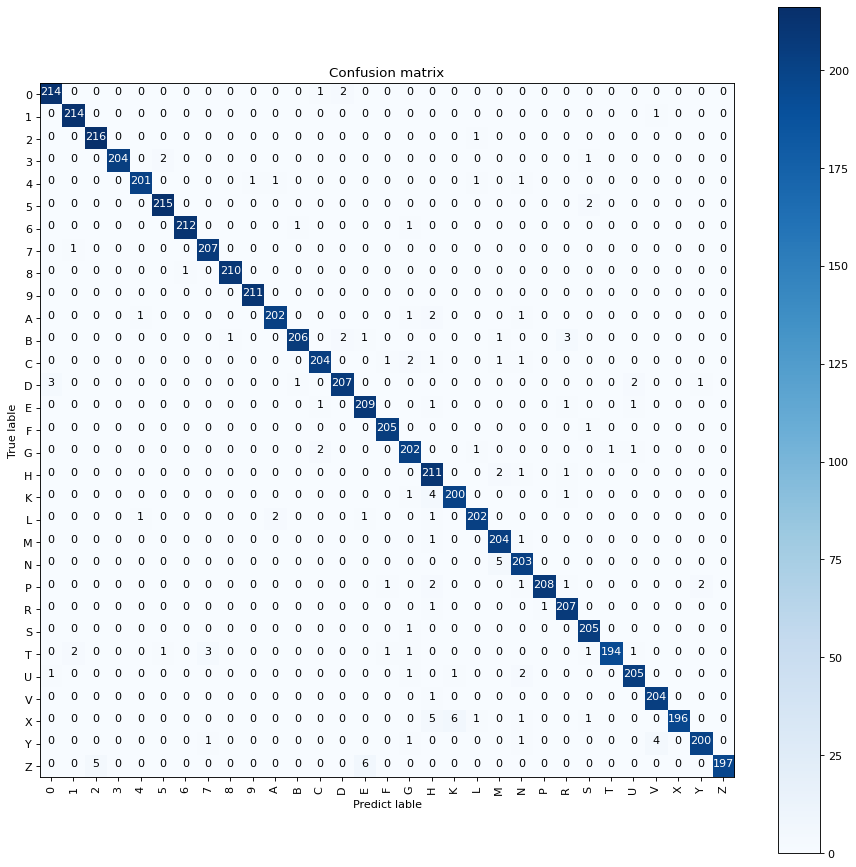 Confusion matrix
0 214 0 0 0 0 0 0 0 0 0 0 0 1 2 0 0 0 0 0 0 0 0 0 0 0 0 0 0 0 0 0
1 0 214 0 0 0 0 0 0 0 0 0 0 0 0 0 0 0 0 0 0 0 0 0 0 0 0 0 1 0 0 0
2 0 0 216 0 0 0 0 0 0 0 0 0 0 0 0 0 0 0 0 1 0 0 0 0 0 0 0 0 0 0 0
3 0 0 0 204 0 2 0 0 0 0 0 0 0 0 0 0 0 0 0 0 0 0 0 0 1 0 0 0 0 0 0
4 0 0 0 0 201 0 0 0 0 1 1 0 0 0 0 0 0 0 0 1 0 1 0 0 0 0 0 0 0 0 0
5 0 0 0 0 0 215 0 0 0 0 0 0 0 0 0 0 0 0 0 0 0 0 0 0 2 0 0 0 0 0 0
6 0 0 0 0 0 0 212 0 0 0 0 1 0 0 0 0 1 0 0 0 0 0 0 0 0 0 0 0 0 0 0
7 0 1 0 0 0 0 0 207 0 0 0 0 0 0 0 0 0 0 0 0 0 0 0 0 0 0 0 0 0 0 0
8 0 0 0 0 0 0 1 0 210 0 0 0 0 0 0 0 0 0 0 0 0 0 0 0 0 0 0 0 0 0 0
9 0 0 0 0 0 0 0 0 0 211 0 0 0 0 0 0 0 0 0 0 0 0 0 0 0 0 0 0 0 0 0
A 0 0 0 0 1 0 0 0 0 0 202 0 0 0 0 0 1 2 0 0 0 1 0 0 0 0 0 0 0 0 0
B 0 0 0 0 0 0 0 0 1 0 0 206 0 2 1 0 0 0 0 0 1 0 0 3 0 0 0 0 0 0 0
C 0 0 0 0 0 0 0 0 0 0 0 0 204 0 0 1 2 1 0 0 1 1 0 0 0 0 0 0 0 0 0
D 3 0 0 0 0 0 0 0 0 0 0 1 0 207 0 0 0 0 0 0 0 0 0 0 0 0 2 0 0 1 0
E 0 0 0 0 0 0 0 0 0 0 0 0 1 0 209 0 0 1 0 0 0 0 0 1 0 0 1 0 0 0 0
F 0 0 0 0 0 0 0 0 0 0 0 0 0 0 0 205 0 0 0 0 0 0 0 0 1 0 0 0 0 0 0
G 0 0 0 0 0 0 0 0 0 0 0 0 2 0 0 0 202 0 0 1 0 0 0 0 0 1 1 0 0 0 0
H 0 0 0 0 0 0 0 0 0 0 0 0 0 0 0 0 0 211 0 0 2 1 0 1 0 0 0 0 0 0 0
K 0 0 0 0 0 0 0 0 0 0 0 0 0 0 0 0 1 4 200 0 0 0 0 1 0 0 0 0 0 0 0
L 0 0 0 0 1 0 0 0 0 0 2 0 0 0 1 0 0 1 0 202 0 0 0 0 0 0 0 0 0 0 0
M 0 0 0 0 0 0 0 0 0 0 0 0 0 0 0 0 0 1 0 0 204 1 0 0 0 0 0 0 0 0 0
N 0 0 0 0 0 0 0 0 0 0 0 0 0 0 0 0 0 0 0 0 5 203 0 0 0 0 0 0 0 0 0
P 0 0 0 0 0 0 0 0 0 0 0 0 0 0 0 1 0 2 0 0 0 1 208 1 0 0 0 0 0 2 0
R 0 0 0 0 0 0 0 0 0 0 0 0 0 0 0 0 0 1 0 0 0 0 1 207 0 0 0 0 0 0 0
S 0 0 0 0 0 0 0 0 0 0 0 0 0 0 0 0 1 0 0 0 0 0 0 0 205 0 0 0 0 0 0
T 0 2 0 0 0 1 0 3 0 0 0 0 0 0 0 1 1 0 0 0 0 0 0 0 1 194 1 0 0 0 0
U 1 0 0 0 0 0 0 0 0 0 0 0 0 0 0 0 1 0 1 0 0 2 0 0 0 0 205 0 0 0 0
V 0 0 0 0 0 0 0 0 0 0 0 0 0 0 0 0 0 1 0 0 0 0 0 0 0 0 0 204 0 0 0
X 0 0 0 0 0 0 0 0 0 0 0 0 0 0 0 0 0 5 6 1 0 1 0 0 1 0 0 0 196 0 0
Y 0 0 0 0 0 0 0 1 0 0 0 0 0 0 0 0 1 0 0 0 0 1 0 0 0 0 0 4 0 200 0
Z 0 0 5 0 0 0 0 0 0 0 0 0 0 0 6 0 0 0 0 0 0 0 0 0 0 0 0 0 0 0 197
0 1 2 3 4 5 6 7 8 9 A B C D E F G H K L M N P R S T U V X Y Z
True lable
Predict lable
200
175
150
125
100
75
50
25
0